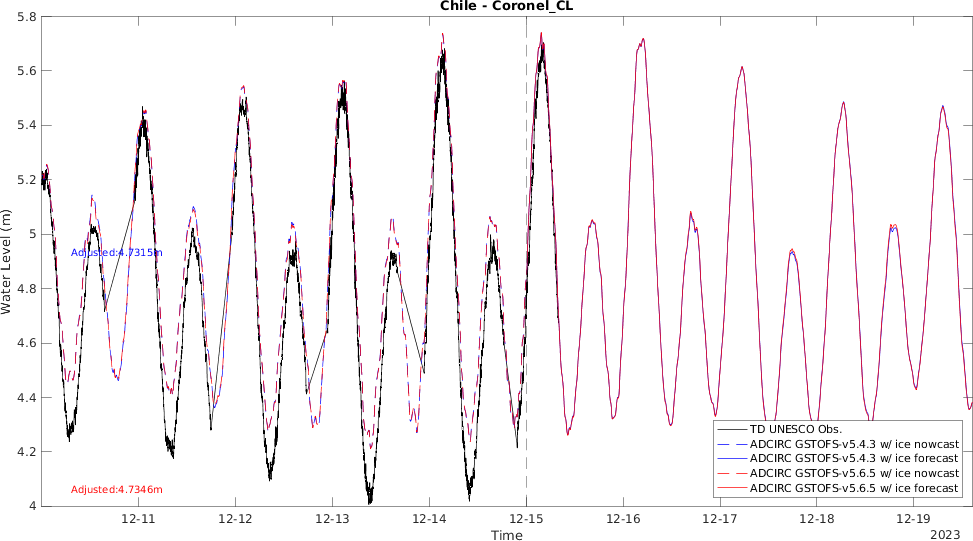 Chile - Coronel_CL
5.8
5.6
5.4
5.2
5
4.8
4.6
4.4
4.2
4
Water Level (m)
Adjusted:4.7315m
Adjusted:4.7346m
TD UNESCO Obs.
ADCIRC GSTOFS-v5.4.3 w/ ice nowcast
ADCIRC GSTOFS-v5.4.3 w/ ice forecast
ADCIRC GSTOFS-v5.6.5 w/ ice nowcast
ADCIRC GSTOFS-v5.6.5 w/ ice forecast
12-11 12-12 12-13 12-14 12-15 12-16 12-17 12-18 12-19
Time
2023